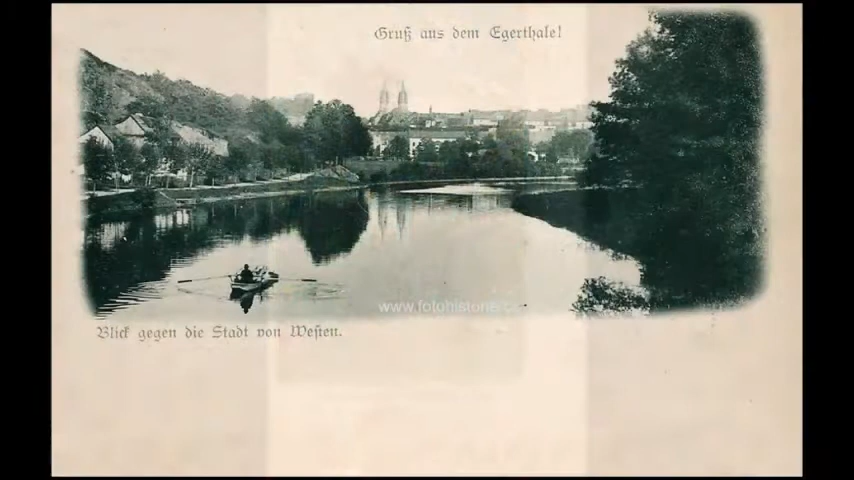 Gruß aus dem Egerthale!
www.fotohistorie.cz
Blick gegen die Stadt von Westen.